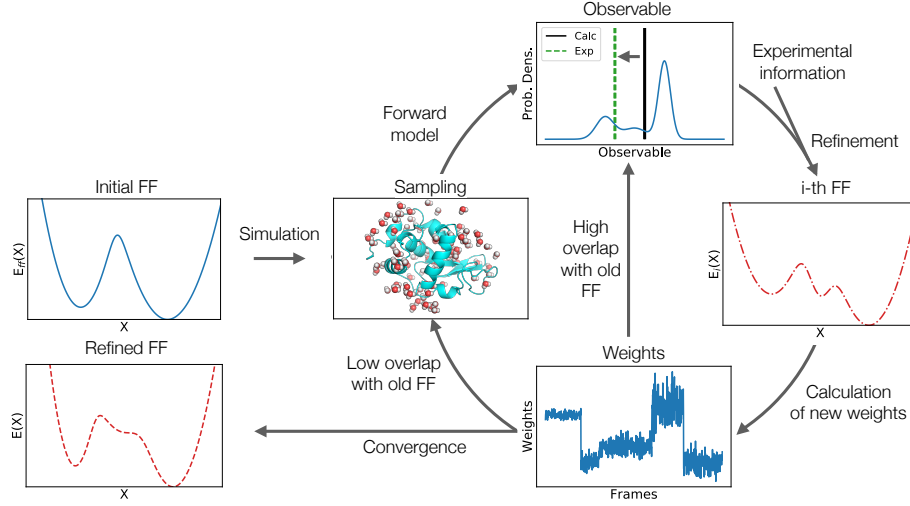 Observable
Calc
Exp
Prob. Dens.
Observable
Experimental
information
Forward
model
Refinement
Initial FF
E_i(X)
X
Simulation
Sampling
High
overlap
with old
FF
i-th FF
E_i(X)
X
Refined FF
E(X)
X
Low overlap
with old FF
Convergence
Weights
Weights
Frames
Calculation
of new weights